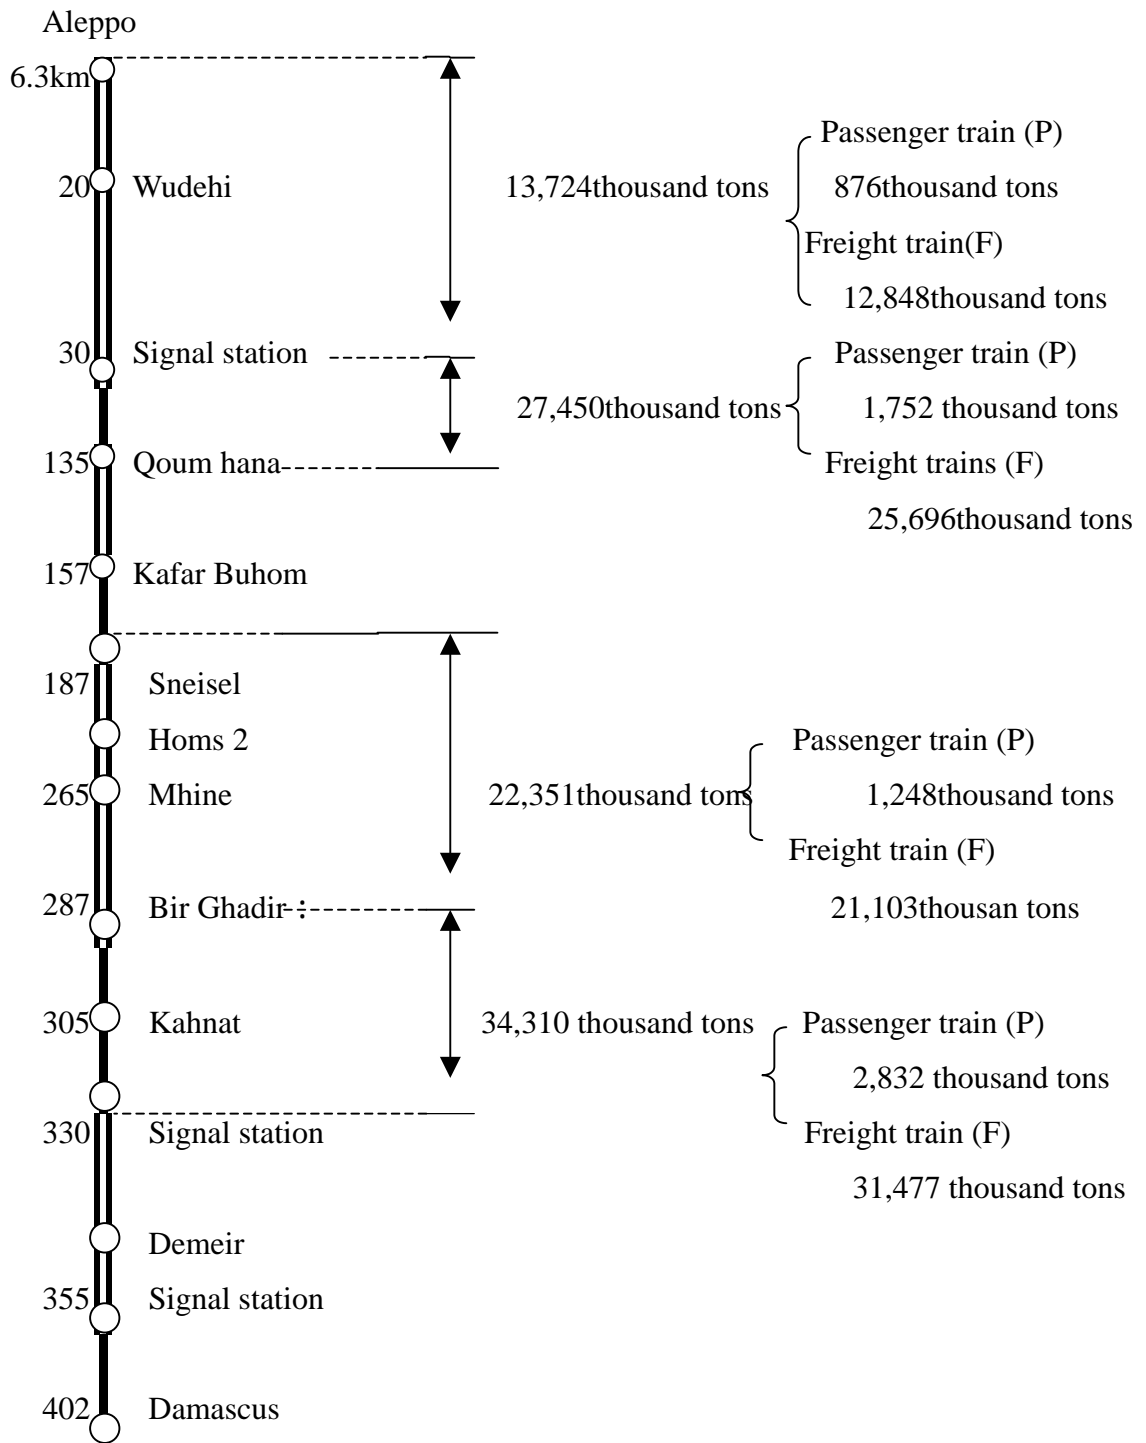 Aleppo
6.3km
Passenger train (P)
20 Wudehi 13,724thousand tons 876thousand tons
Freight train(F)
12,848thousand tons
30 Signal station Passenger train (P)
27,450thousand tons 1,752 thousand tons
135 Qoum hana Freight trains (F)
25,696thousand tons
157 Kafar Buhom
187 Sneisel
Homs 2 Passenger train (P)
265 Mhine 22,351thousand tons 1,248thousand tons
Freight train (F)
287 Bir Ghadir : 21,103thousan tons
305 Kahnat 34,310 thousand tons Passenger train (P)
2,832 thousand tons
330 Signal station Freight train (F)
31,477 thousand tons
Demeir
355 Signal station
402 Damascus